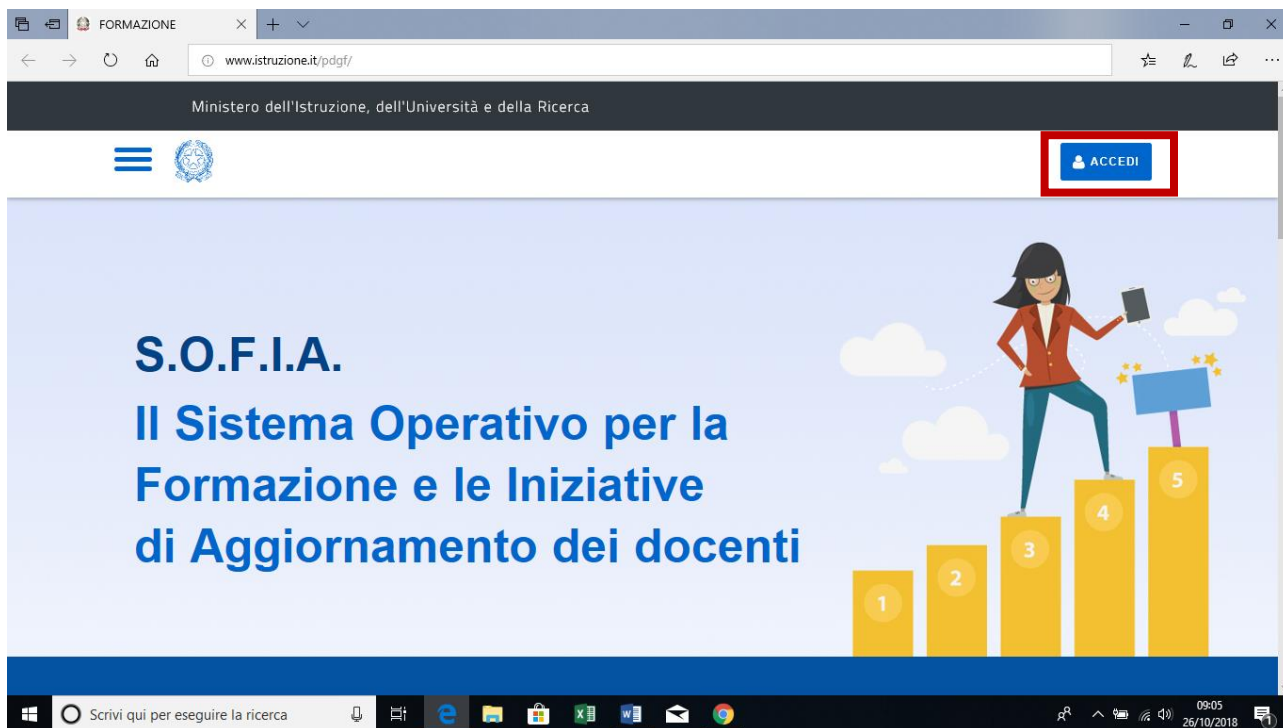 FORMAZIONE
www.istruzione.it/pdgf/
Ministero dell'Istruzione, dell'Università e della Ricerca
ACCEDI
S.O.F.I.A.
Il Sistema Operativo per la
Formazione e le Iniziative
di Aggiornamento dei docenti
1
2
3
4
5
Scrivi qui per eseguire la ricerca
09:05
26/10/2018